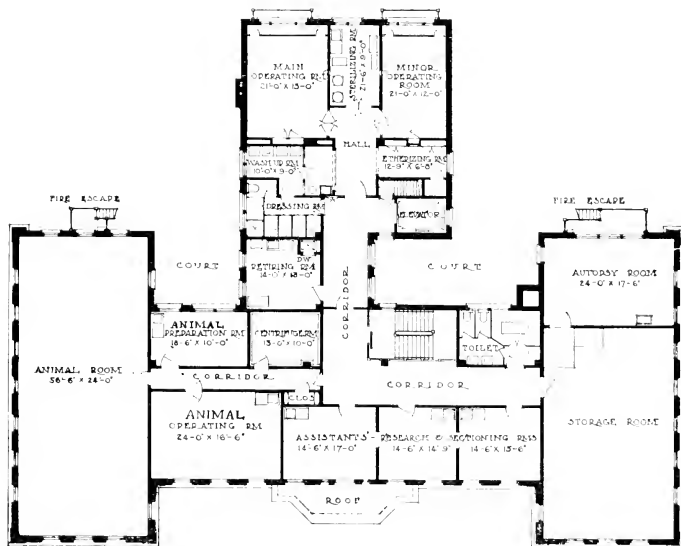 MAIN
OPERATING RM
21'-0" X 15'-0"
STERILIZING RM
21'-6" X 9'-0"
MINOR
OPERATING
ROOM
21'-0" X 12'-0"
HALL
WASH UP RM
10'-0" X 9'-0"
ETHERIZING RM
12'-9" X 6'-8"
DRESSING RM
ELEVATOR
FIRE ESCAPE
FIRE ESCAPE
COURT
D.W.
RETIRING RM
14'-0" X 18'-0"
CORRIDOR
COURT
AUTOPSY ROOM
24'-0" X 17'-6"
ANIMAL
PREPARATION RM
18'-6" X 10'-0"
CENTRIFUGE RM
13'-0" X 10'-0"
TOILET
ANIMAL ROOM
56'-6" X 24'-0"
CORRIDOR
CORRIDOR
CLOS
ANIMAL
OPERATING RM
24'-0" X 16'-6"
ASSISTANTS' - RESEARCH & SECTIONING RMS
14'-6" X 17'-0"
14'-6" X 14'-9"
14'-6" X 15'-6"
STORAGE ROOM
ROOF